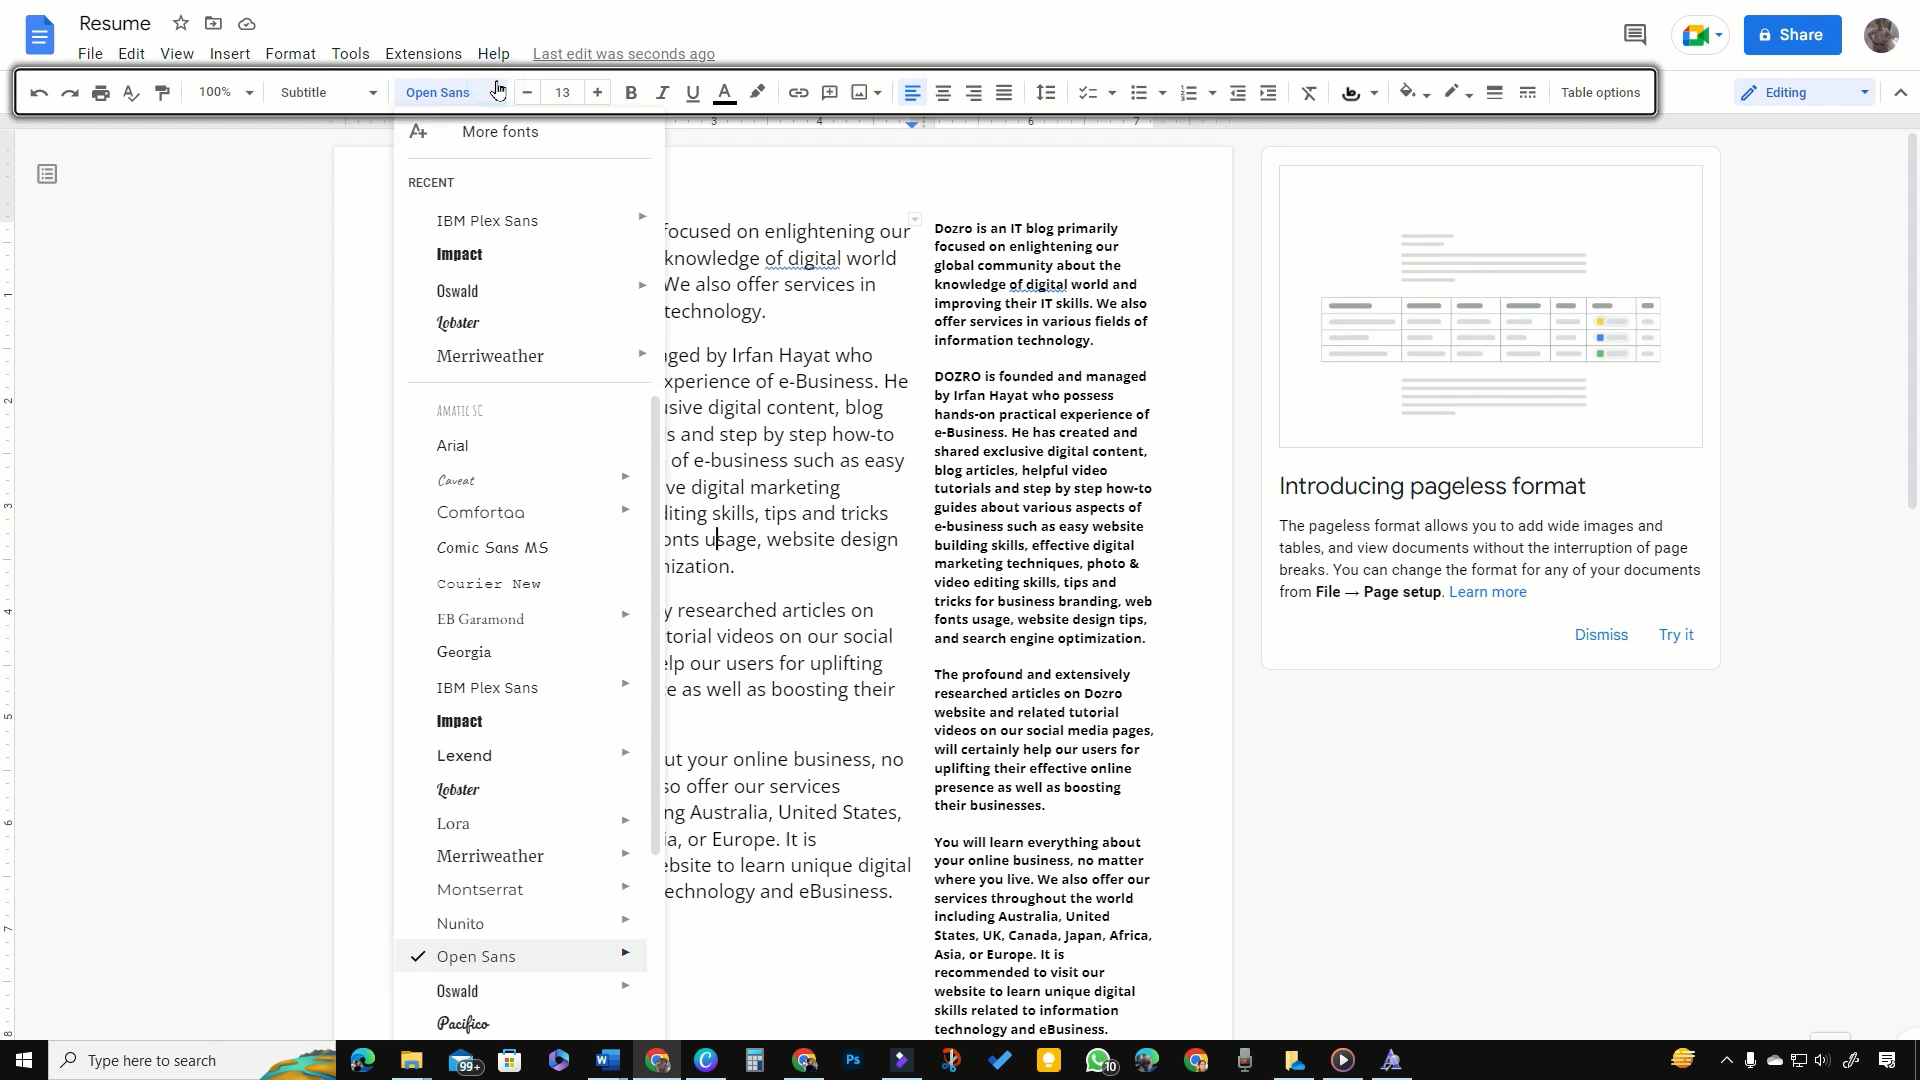 Resume
File Edit View Insert Format Tools Extensions Help Last edit was seconds ago
Share
100% Subtitle Open Sans 13 Table options Editing
More fonts
RECENT
IBM Plex Sans
Impact
Oswald
Lobster
Merriweather
AMATIC SC
Arial
Caveat
Comfortaa
Comic Sans MS
Courier New
EB Garamond
Georgia
IBM Plex Sans
Impact
Lexend
Lobster
Lora
Merriweather
Montserrat
Nunito
Open Sans
Oswald
Pacifico
3 4 6 7
1
2
3
4
5
6
7
8
focused on enlightening our
knowledge of digital world
We also offer services in
technology.
aged by Irfan Hayat who
xperience of e-Business. He
usive digital content, blog
s and step by step how-to
of e-business such as easy
ve digital marketing
diting skills, tips and tricks
onts usage, website design
nization.
y researched articles on
torial videos on our social
elp our users for uplifting
e as well as boosting their
ut your online business, no
so offer our services
ng Australia, United States,
ia, or Europe. It is
ebsite to learn unique digital
echnology and eBusiness.
Dozro is an IT blog primarily
focused on enlightening our
global community about the
knowledge of digital world and
improving their IT skills. We also
offer services in various fields of
information technology.
DOZRO is founded and managed
by Irfan Hayat who possess
hands-on practical experience of
e-Business. He has created and
shared exclusive digital content,
blog articles, helpful video
tutorials and step by step how-to
guides about various aspects of
e-business such as easy website
building skills, effective digital
marketing techniques, photo &
video editing skills, tips and
tricks for business branding, web
fonts usage, website design tips,
and search engine optimization.
The profound and extensively
researched articles on Dozro
website and related tutorial
videos on our social media pages,
will certainly help our users for
uplifting their effective online
presence as well as boosting
their businesses.
You will learn everything about
your online business, no matter
where you live. We also offer our
services throughout the world
including Australia, United
States, UK, Canada, Japan, Africa,
Asia, or Europe. It is
recommended to visit our
website to learn unique digital
skills related to information
technology and eBusiness.
Introducing pageless format
The pageless format allows you to add wide images and
tables, and view documents without the interruption of page
breaks. You can change the format for any of your documents
from File → Page setup. Learn more
Dismiss Try it
Type here to search
99+
Ps
10